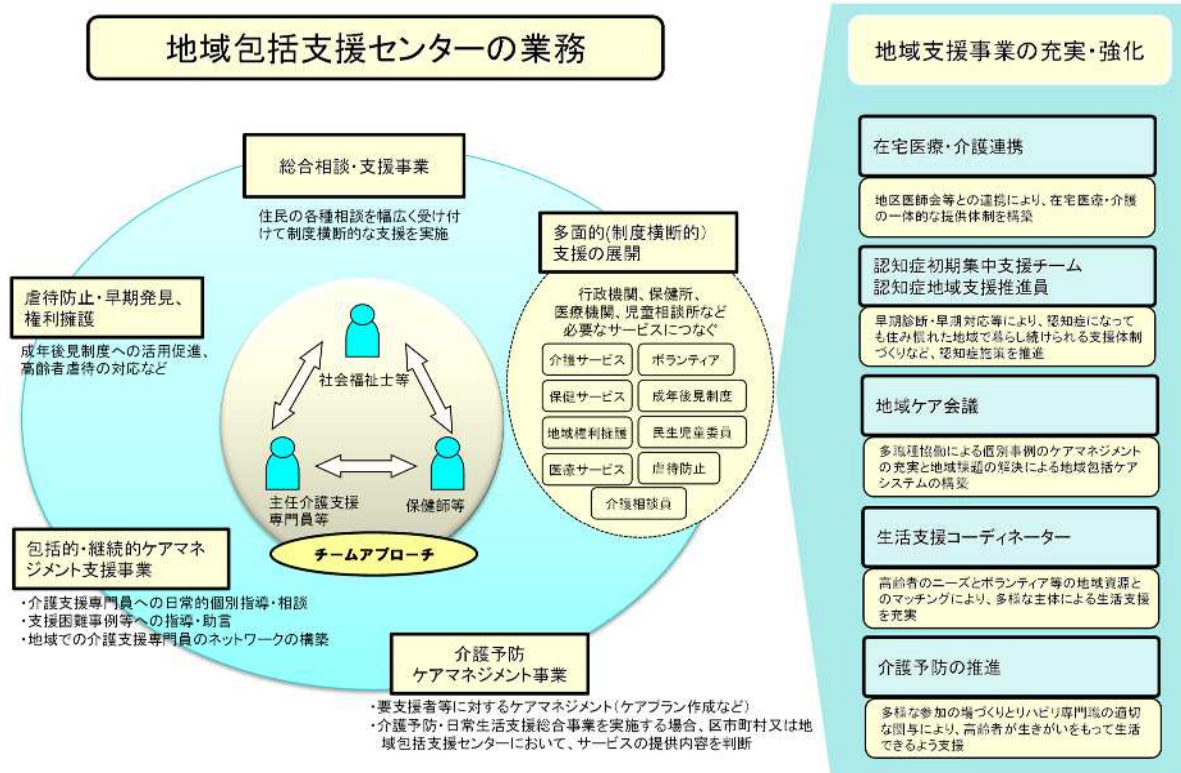 地域包括支援センターの業務
総合相談・支援事業
住民の各種相談を幅広く受け付
けて制度横断的な支援を実施
虐待防止・早期発見、
権利擁護
成年後見制度への活用促進、
高齢者虐待の対応など
社会福祉士等
主任介護支援
専門員等
保健師等
チームアプローチ
多面的(制度横断的)
支援の展開
行政機関、保健所、
医療機関、児童相談所など
必要なサービスにつなぐ
介護サービス
ボランティア
保健サービス
成年後見制度
地域権利擁護
民生児童委員
医療サービス
虐待防止
介護相談員
包括的・継続的ケアマネ
ジメント支援事業
・介護支援専門員への日常的個別指導・相談
・支援困難事例等への指導・助言
・地域での介護支援専門員のネットワークの構築
介護予防
ケアマネジメント事業
・要支援者等に対するケアマネジメント(ケアプラン作成など)
・介護予防・日常生活支援総合事業を実施する場合、区市町村又は地
域包括支援センターにおいて、サービスの提供内容を判断
地域支援事業の充実・強化
在宅医療・介護連携
地区医師会等との連携により、在宅医療・介護
の一体的な提供体制を構築
認知症初期集中支援チーム
認知症地域支援推進員
早期診断・早期対応等により、認知症になって
も住み慣れた地域で暮らし続けられる支援体制
づくりなど、認知症施策を推進
地域ケア会議
多職種協働による個別事例のケアマネジメント
の充実と地域課題の解決による地域包括ケア
システムの構築
生活支援コーディネーター
高齢者のニーズとボランティア等の地域資源と
のマッチングにより、多様な主体による生活支援
を充実
介護予防の推進
多様な参加の場づくりとリハビリ専門職の適切
な関与により、高齢者が生きがいをもって生活
できるよう支援